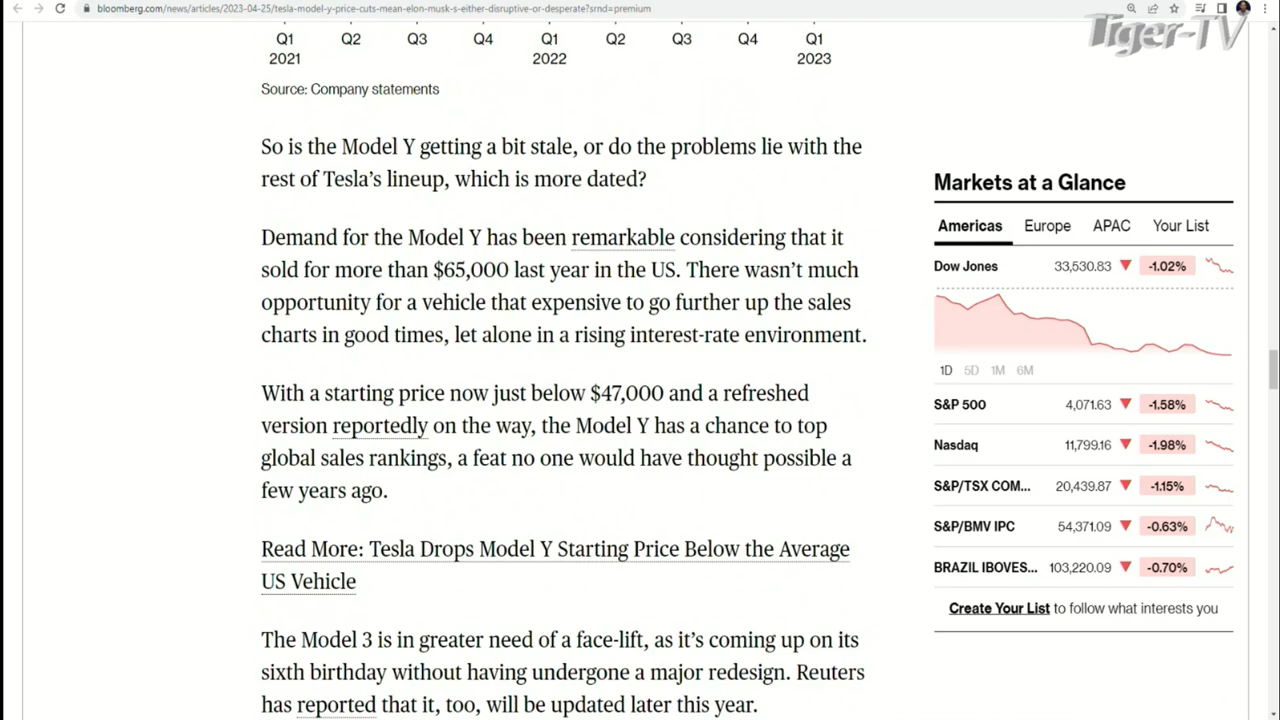 bloomberg.com/news/articles/2023-04-25/tesla-model-y-price-cuts-mean-elon-musk-s-either-disruptive-or-desperate?srnd=premium
Tiger-TV
Q1 Q2 Q3 Q4 Q1 Q2 Q3 Q4 Q1
2021 2022 2023
Source: Company statements
So is the Model Y getting a bit stale, or do the problems lie with the
rest of Tesla's lineup, which is more dated?
Demand for the Model Y has been remarkable considering that it
sold for more than $65,000 last year in the US. There wasn't much
opportunity for a vehicle that expensive to go further up the sales
charts in good times, let alone in a rising interest-rate environment.
With a starting price now just below $47,000 and a refreshed
version reportedly on the way, the Model Y has a chance to top
global sales rankings, a feat no one would have thought possible a
few years ago.
Read More: Tesla Drops Model Y Starting Price Below the Average
US Vehicle
The Model 3 is in greater need of a face-lift, as it's coming up on its
sixth birthday without having undergone a major redesign. Reuters
has reported that it, too, will be updated later this year.
Markets at a Glance
Americas Europe APAC Your List
Dow Jones 33,530.83 -1.02%
1D 5D 1M 6M
S&P 500 4,071.63 -1.58%
Nasdaq 11,799.16 -1.98%
S&P/TSX COM... 20,439.87 -1.15%
S&P/BMV IPC 54,371.09 -0.63%
BRAZIL IBOVES... 103,220.09 -0.70%
Create Your List to follow what interests you